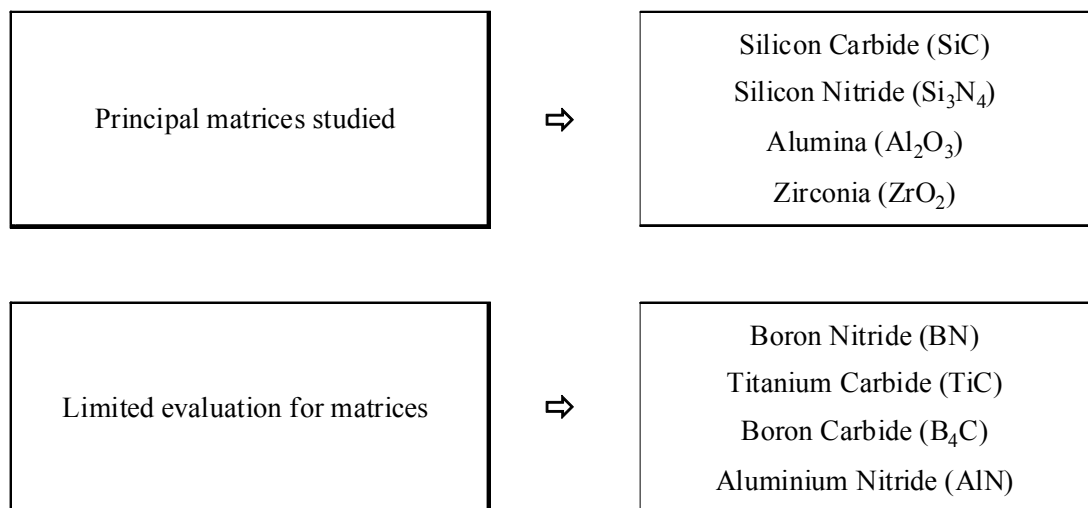 Principal matrices studied
⇨
Silicon Carbide (SiC)
Silicon Nitride (Si₃N₄)
Alumina (Al₂O₃)
Zirconia (ZrO₂)
Limited evaluation for matrices
⇨
Boron Nitride (BN)
Titanium Carbide (TiC)
Boron Carbide (B₄C)
Aluminium Nitride (AlN)